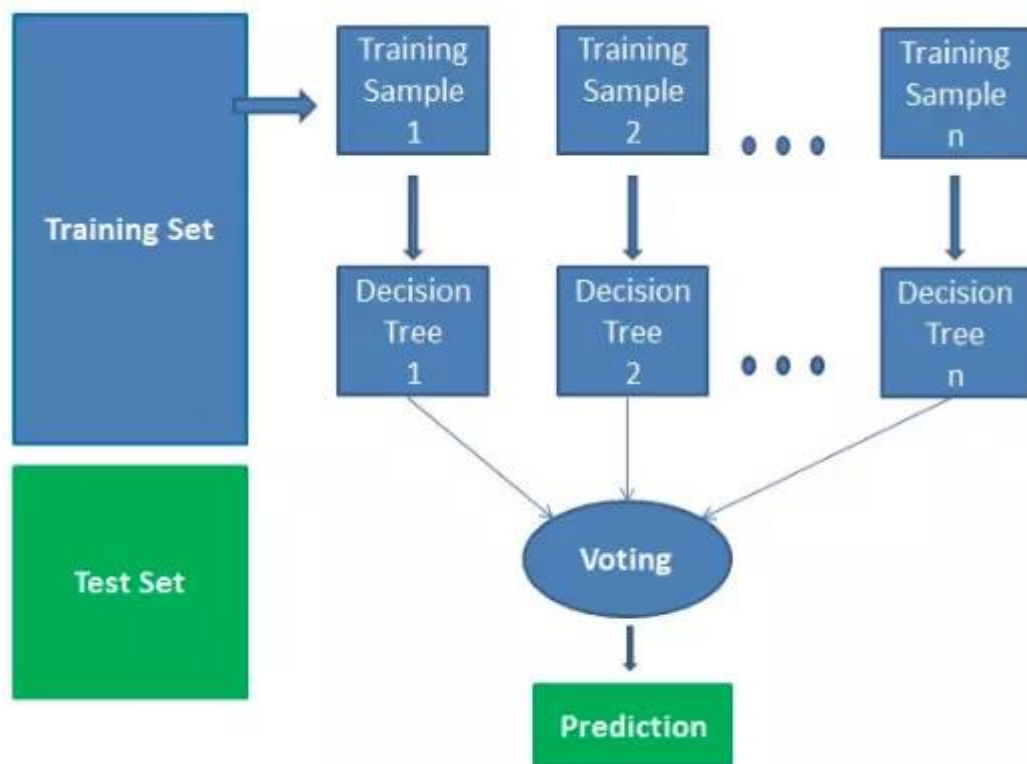 Training Set
Training
Sample
1
Training
Sample
2
Training
Sample
n
Decision
Tree
1
Decision
Tree
2
Decision
Tree
n
Test Set
Voting
Prediction